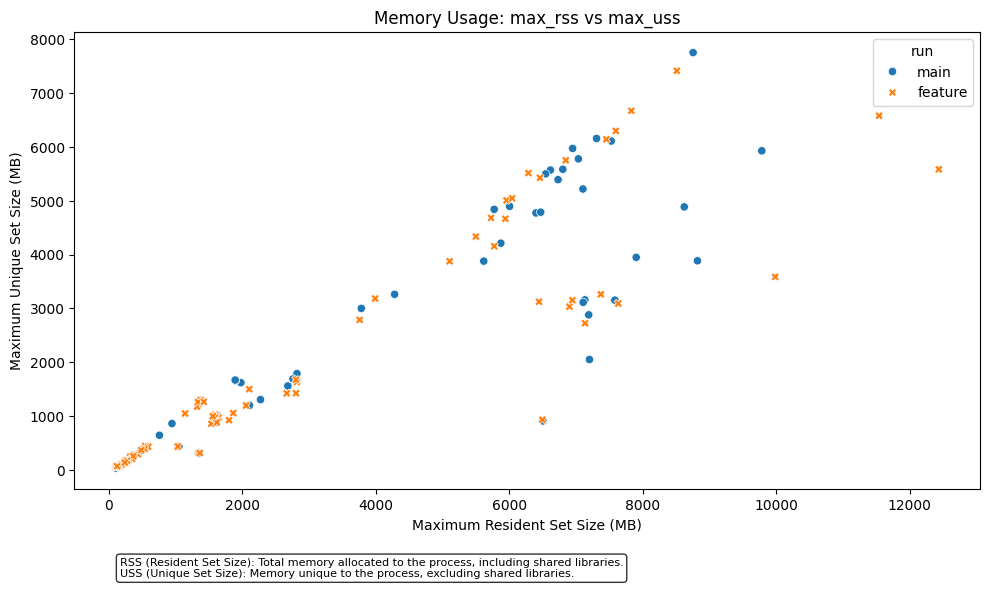 Memory Usage: max_rss vs max_uss
run
main
feature
Maximum Unique Set Size (MB)
8000
7000
6000
5000
4000
3000
2000
1000
0
0 2000 4000 6000 8000 10000 12000
Maximum Resident Set Size (MB)
RSS (Resident Set Size): Total memory allocated to the process, including shared libraries.
USS (Unique Set Size): Memory unique to the process, excluding shared libraries.